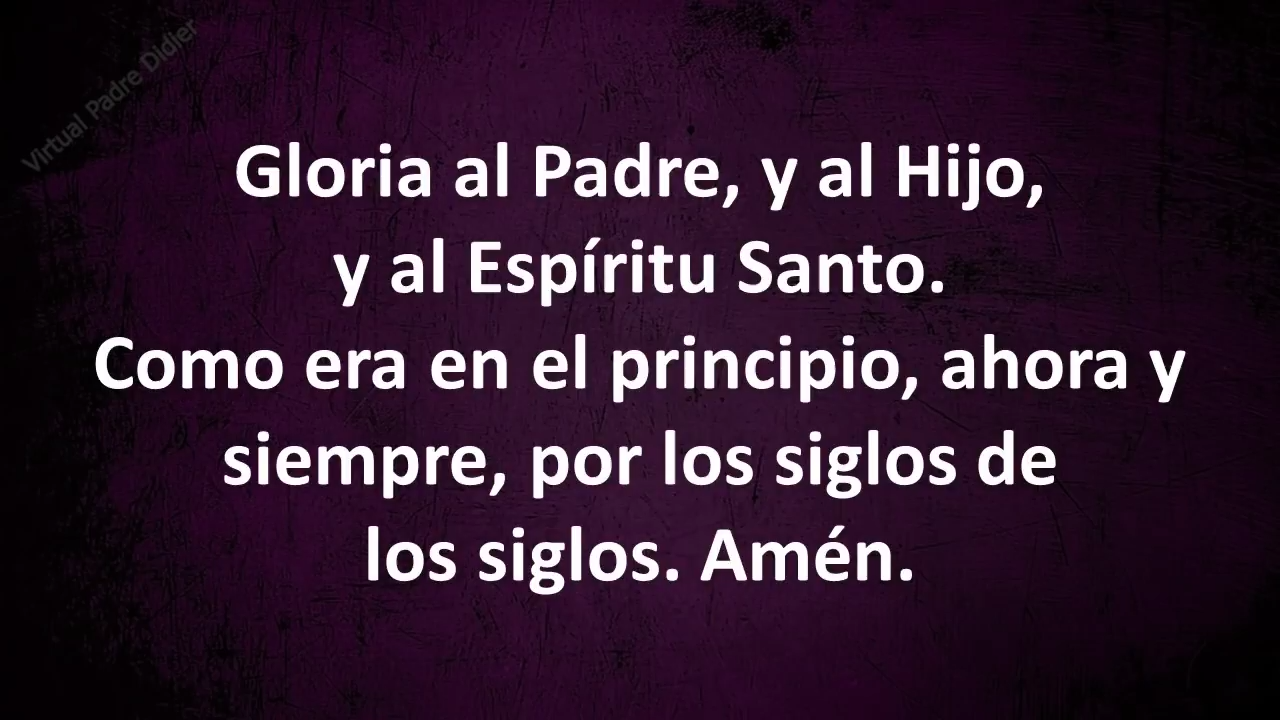 Virtual Padre Didier
Gloria al Padre, y al Hijo,
y al Espíritu Santo.
Como era en el principio, ahora y
siempre, por los siglos de
los siglos. Amén.